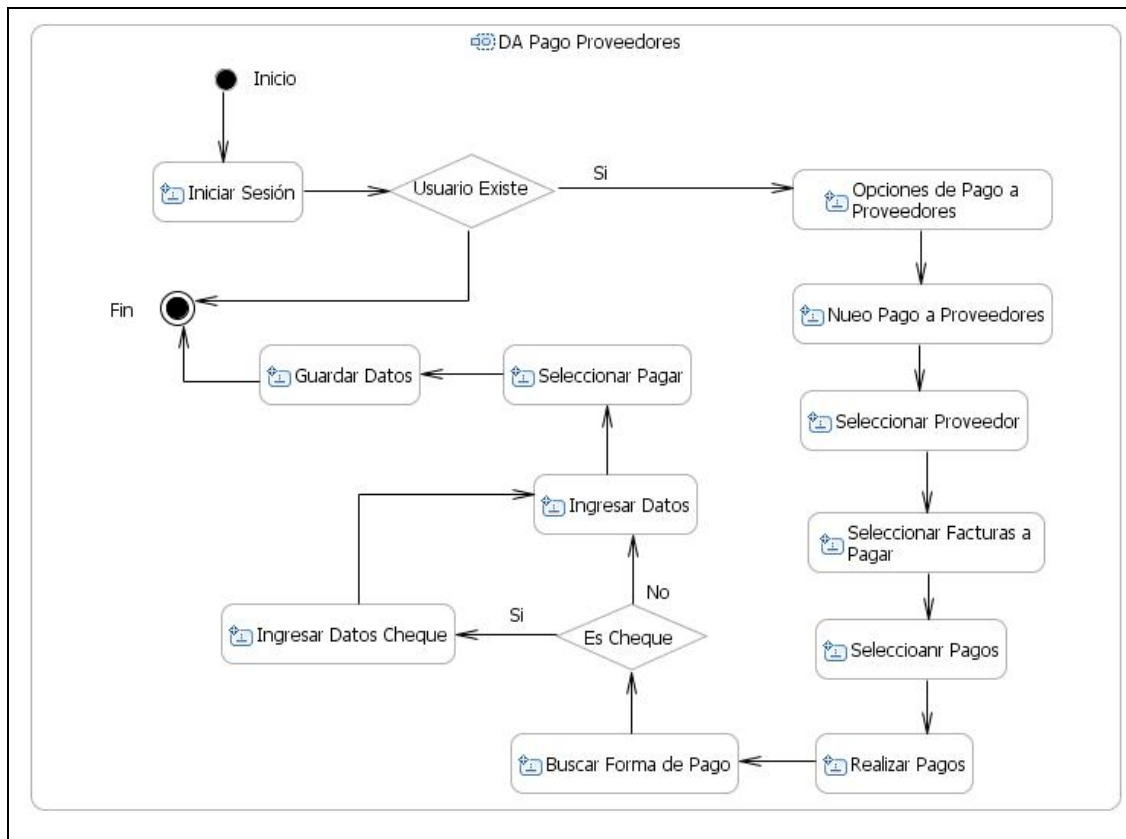 DA Pago Proveedores
Inicio
Iniciar Sesión
Usuario Existe
Si
Opciones de Pago a
Proveedores
Fin
Nueo Pago a Proveedores
Guardar Datos
Seleccionar Pagar
Seleccionar Proveedor
Ingresar Datos
Seleccionar Facturas a
Pagar
No
Si
Ingresar Datos Cheque
Es Cheque
Seleccioanr Pagos
Buscar Forma de Pago
Realizar Pagos